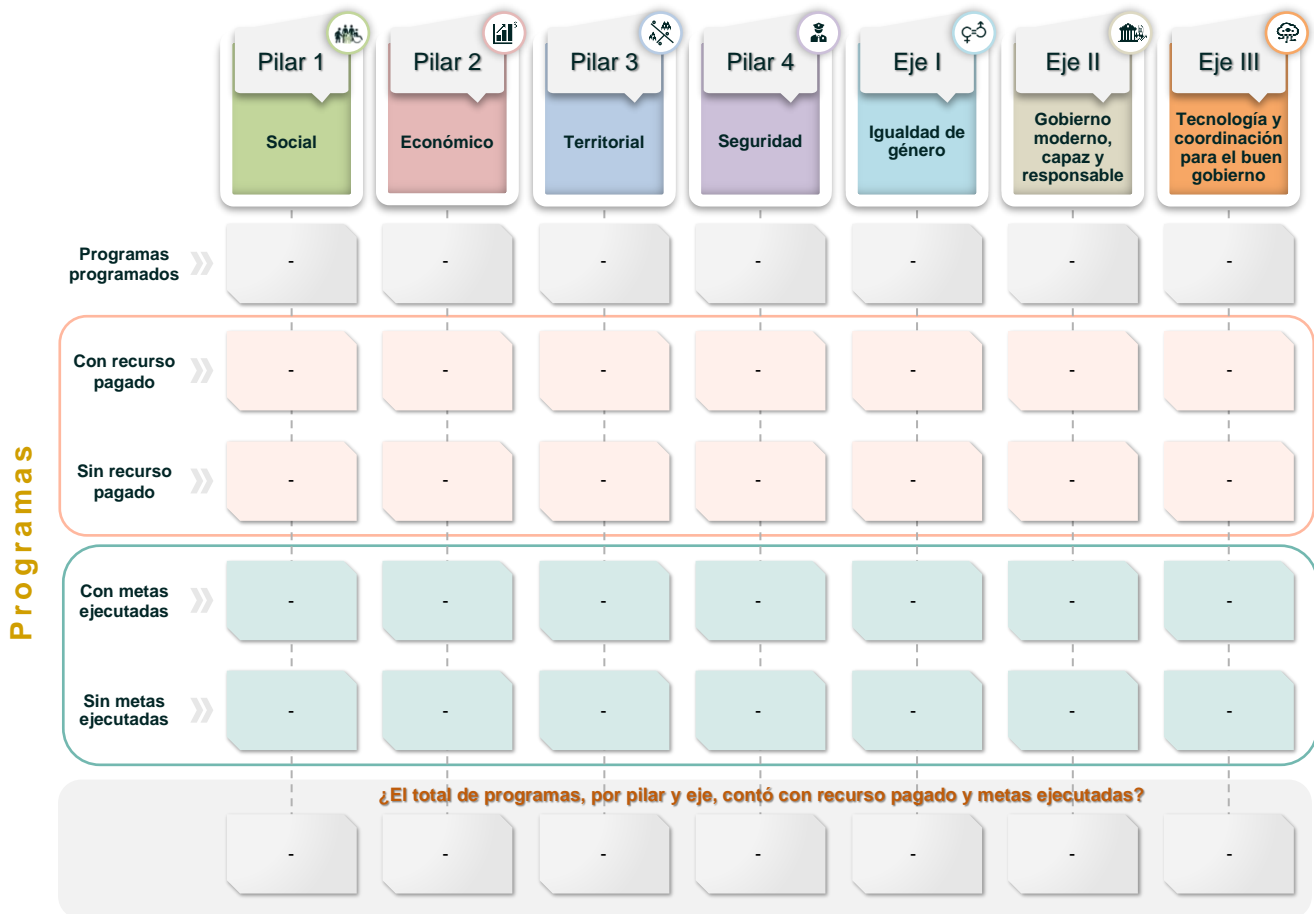 Pilar 1
Pilar 2
Pilar 3
Pilar 4
Eje I
Eje II
Eje III
Social
Económico
Territorial
Seguridad
Igualdad de
género
Gobierno
moderno,
capaz y
responsable
Tecnología y
coordinación
para el buen
gobierno
Programas
Programas
programados
- - - - - - -
Con recurso
pagado
- - - - - - -
Sin recurso
pagado
- - - - - - -
Con metas
ejecutadas
- - - - - - -
Sin metas
ejecutadas
- - - - - - -
¿El total de programas, por pilar y eje, contó con recurso pagado y metas ejecutadas?
- - - - - - -